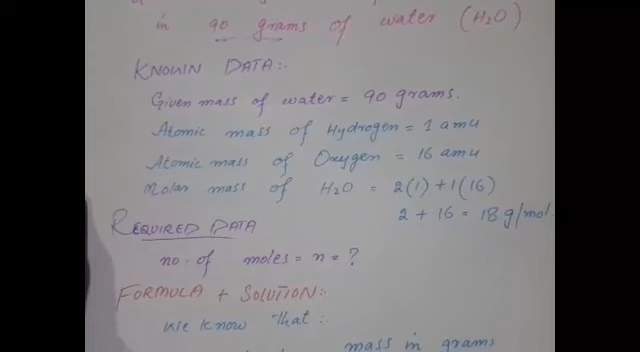 in 90 grams of water (H₂O)
KNOWN DATA:.
Given mass of water = 90 grams.
Atomic mass of Hydrogen = 1 amu
Atomic mass of Oxygen = 16 amu
Molar mass of H₂O = 2(1) + 1(16)
2 + 16 = 18 g/mol.
REQUIRED DATA
no. of moles = n = ?
FORMULA + SOLUTION:.
We know That :
mass in grams